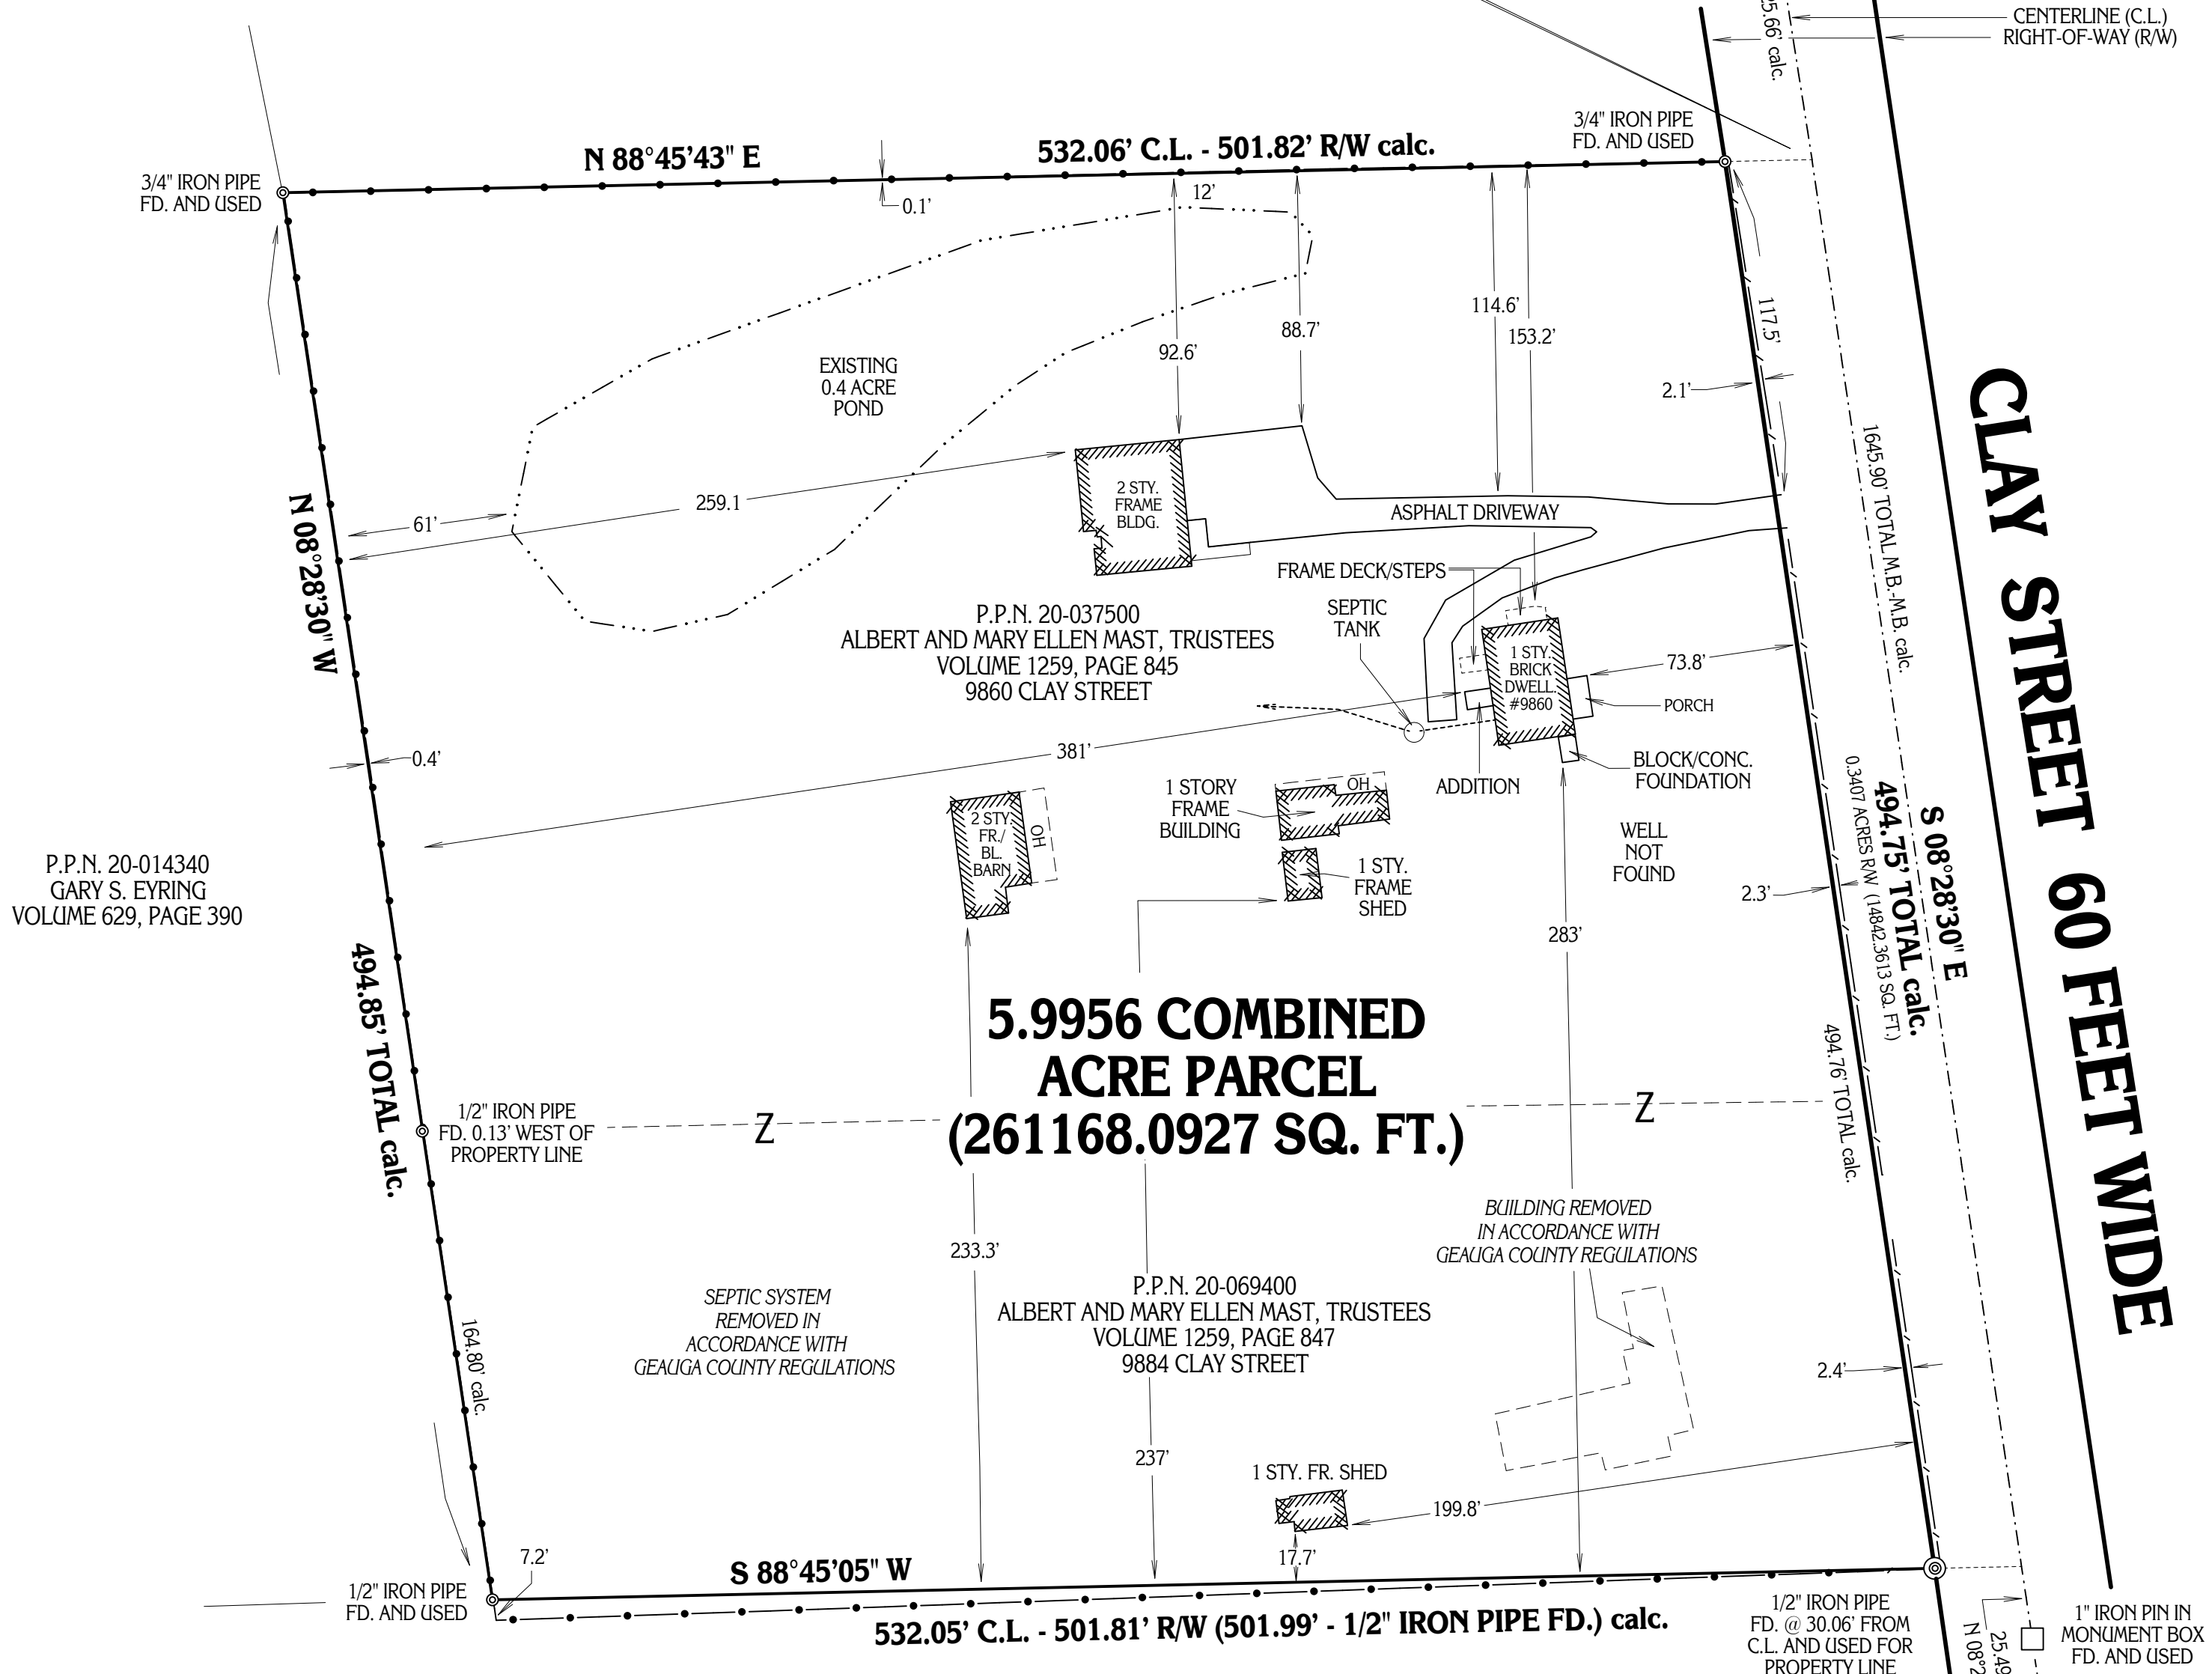 CENTERLINE (C.L.)
RIGHT-OF-WAY (R/W)
calc.
3/4" IRON PIPE
FD. AND USED
N 88°45'43" E
532.06' C.L. - 501.82' R/W calc.
3/4" IRON PIPE
FD. AND USED
0.1'
12'
92.6'
88.7'
114.6'
153.2'
117.5'
2.1'
EXISTING
0.4 ACRE
POND
259.1
61'
2 STY.
FRAME
BLDG.
ASPHALT DRIVEWAY
N 08°28'30" W
FRAME DECK/STEPS
SEPTIC
TANK
P.P.N. 20-037500
ALBERT AND MARY ELLEN MAST, TRUSTEES
VOLUME 1259, PAGE 845
9860 CLAY STREET
1 STY.
BRICK
DWELL.
#9860
73.8'
PORCH
1645.90' TOTAL M.B.-M.B. calc.
CLAY STREET 60 FEET WIDE
0.4'
381'
ADDITION
BLOCK/CONC.
FOUNDATION
1 STORY
FRAME
BUILDING
OH
2 STY.
FR./
BL.
BARN
OH
1 STY.
FRAME
SHED
WELL
NOT
FOUND
2.3'
283'
S 08°28'30" E
494.75' TOTAL calc.
0.3407 ACRES R/W (14842.3613 SQ. FT.)
494.76' TOTAL calc.
P.P.N. 20-014340
GARY S. EYRING
VOLUME 629, PAGE 390
494.85' TOTAL calc.
5.9956 COMBINED
ACRE PARCEL
(261168.0927 SQ. FT.)
1/2" IRON PIPE
FD. 0.13' WEST OF
PROPERTY LINE
Z
Z
BUILDING REMOVED
IN ACCORDANCE WITH
GEAUGA COUNTY REGULATIONS
233.3'
P.P.N. 20-069400
ALBERT AND MARY ELLEN MAST, TRUSTEES
VOLUME 1259, PAGE 847
9884 CLAY STREET
SEPTIC SYSTEM
REMOVED IN
ACCORDANCE WITH
GEAUGA COUNTY REGULATIONS
164.80' calc.
2.4'
237'
1 STY. FR. SHED
199.8'
17.7'
7.2'
S 88°45'05" W
1/2" IRON PIPE
FD. AND USED
532.05' C.L. - 501.81' R/W (501.99' - 1/2" IRON PIPE FD.) calc.
1/2" IRON PIPE
FD. @ 30.06' FROM
C.L. AND USED FOR
PROPERTY LINE
1" IRON PIN IN
MONUMENT BOX
FD. AND USED